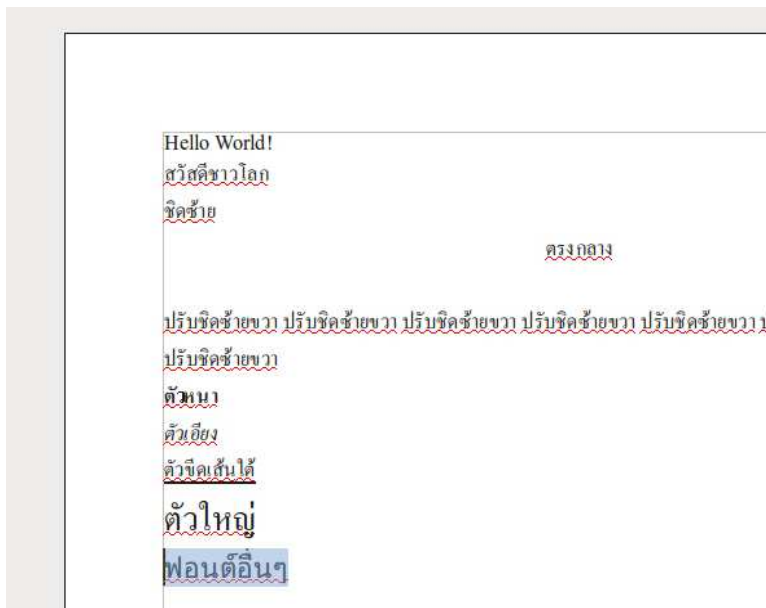 Hello World!
สวัสดีชาวโลก
ชิดซ้าย
ตรงกลาง
ปรับชิดซ้ายขวา ปรับชิดซ้ายขวา ปรับชิดซ้ายขวา ปรับชิดซ้ายขวา ปรับชิดซ้ายขวา
ปรับชิดซ้ายขวา
ตัวหนา
ตัวเอียง
ตัวขีดเส้นใต้
ตัวใหญ่
ฟอนต์อื่นๆ